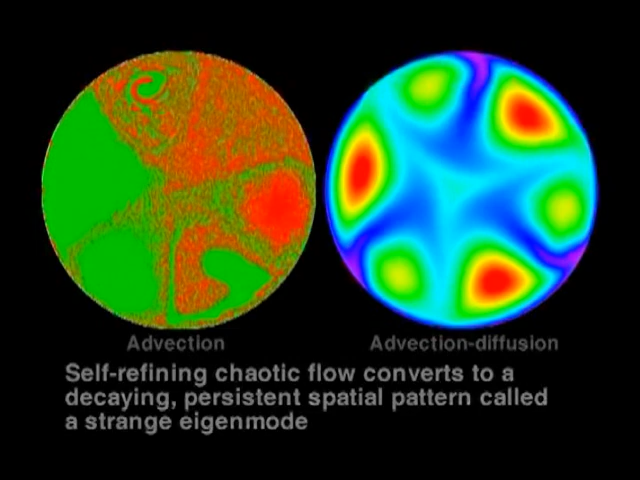 Advection
Advection-diffusion
Self-refining chaotic flow converts to a
decaying, persistent spatial pattern called
a strange eigenmode